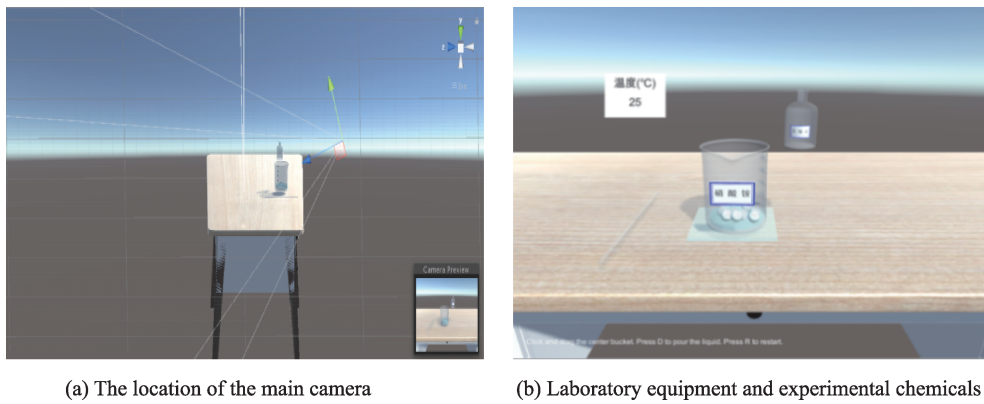 y
z
Camera Preview
温度(℃)
25
硝 酸 铵
Click and drag the center bucket. Press D to pour the liquid. Press R to restart.
(a) The location of the main camera
(b) Laboratory equipment and experimental chemicals